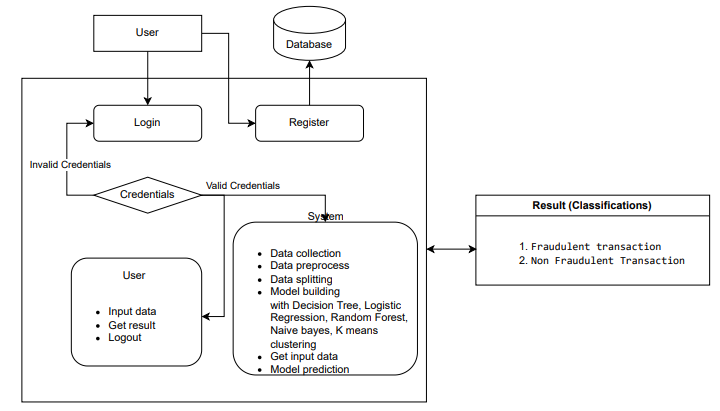 User
Database
Login
Register
Invalid Credentials
Credentials
Valid Credentials
System
Result (Classifications)
1. Fraudulent transaction
2. Non Fraudulent Transaction
User
• Input data
• Get result
• Logout
• Data collection
• Data preprocess
• Data splitting
• Model building
with Decision Tree, Logistic
Regression, Random Forest,
Naive bayes, K means
clustering
• Get input data
• Model prediction